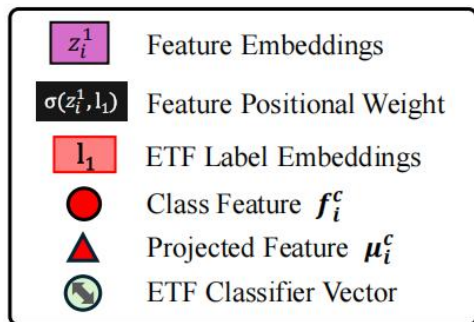 z_i^1 Feature Embeddings
σ(z_i^1, l_1) Feature Positional Weight
l_1 ETF Label Embeddings
Class Feature f_i^c
Projected Feature μ_i^c
ETF Classifier Vector